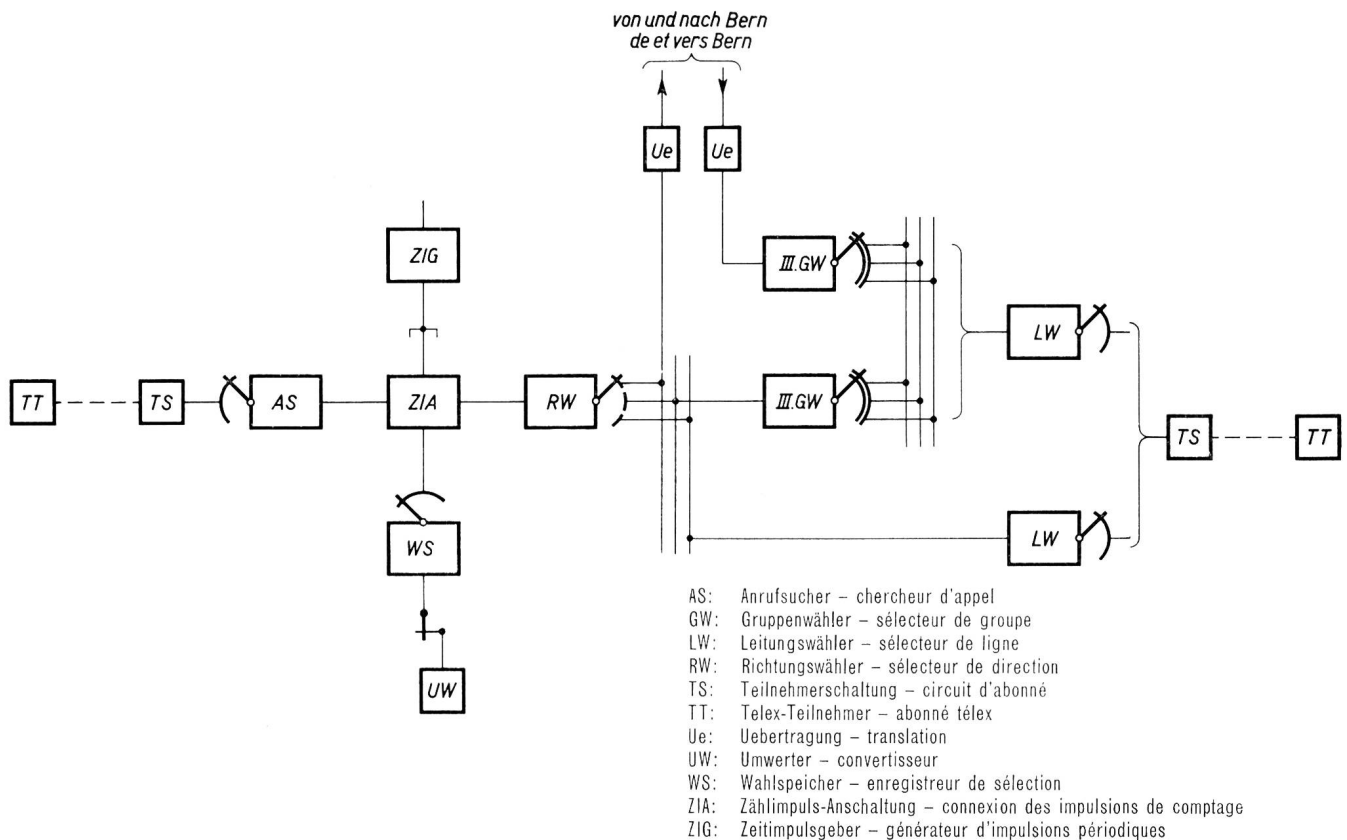 von und nach Bern
de et vers Bern
Ue
Ue
ZIG
III.GW
LW
TT
TS
AS
ZIA
RW
III.GW
TS
TT
WS
LW
UW
AS: Anrufsucher – chercheur d'appel
GW: Gruppenwähler – sélecteur de groupe
LW: Leitungswähler – sélecteur de ligne
RW: Richtungswähler – sélecteur de direction
TS: Teilnehmerschaltung – circuit d'abonné
TT: Telex-Teilnehmer – abonné télex
Ue: Uebertragung – translation
UW: Umwerter – convertisseur
WS: Wahlspeicher – enregistreur de sélection
ZIA: Zählimpuls-Anschaltung – connexion des impulsions de comptage
ZIG: Zeitimpulsgeber – générateur d'impulsions périodiques